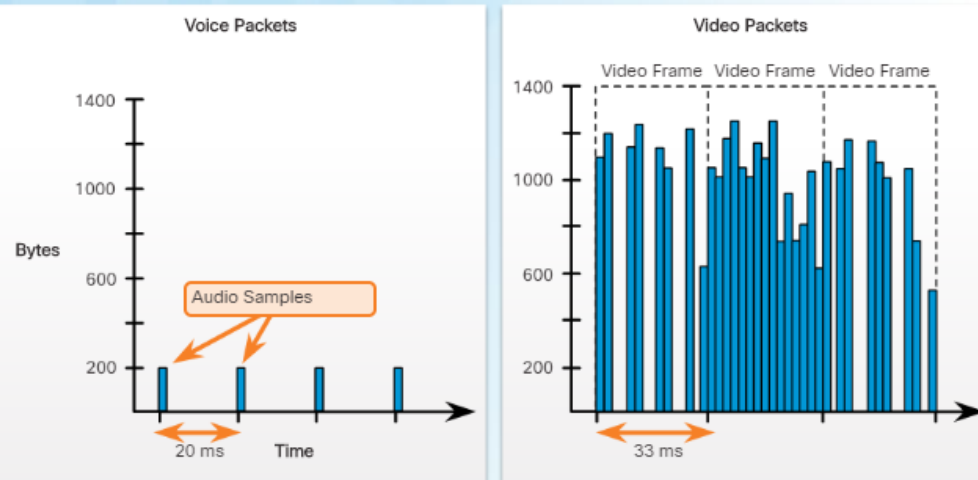 Voice Packets
1400
1000
Bytes
600
Audio Samples
200
20 ms Time
Video Packets
Video Frame Video Frame Video Frame
1400
1000
600
200
33 ms